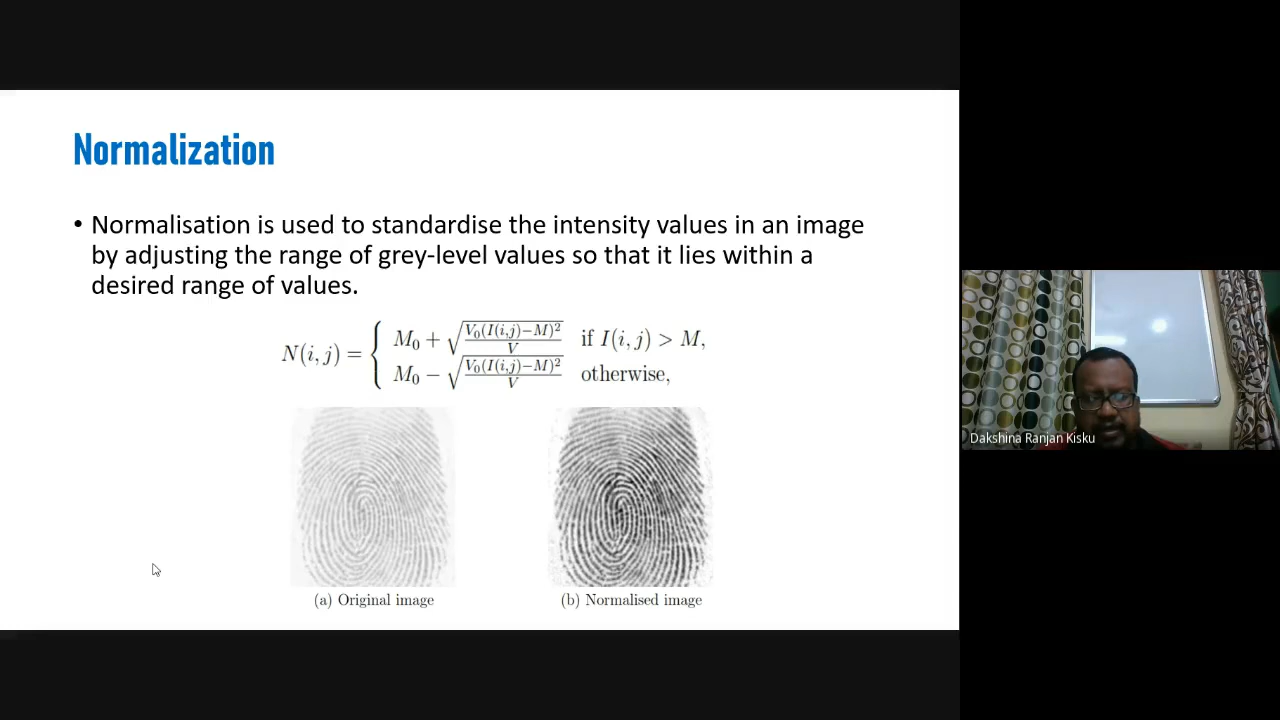 Normalization
• Normalisation is used to standardise the intensity values in an image
by adjusting the range of grey-level values so that it lies within a
desired range of values.
N(i, j) = { M₀ + √(V₀(I(i,j)−M)²/V) if I(i, j) > M,
M₀ − √(V₀(I(i,j)−M)²/V) otherwise,
(a) Original image
(b) Normalised image
Dakshina Ranjan Kisku